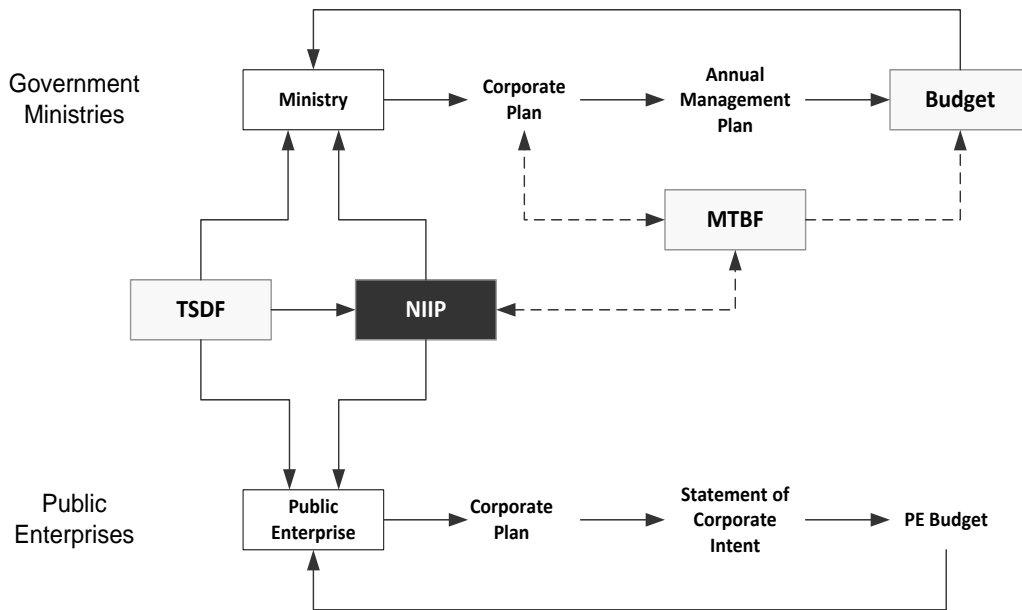 Government
Ministries
Ministry
Corporate
Plan
Annual
Management
Plan
Budget
MTBF
TSDF
NIIP
Public
Enterprises
Public
Enterprise
Corporate
Plan
Statement of
Corporate
Intent
PE Budget